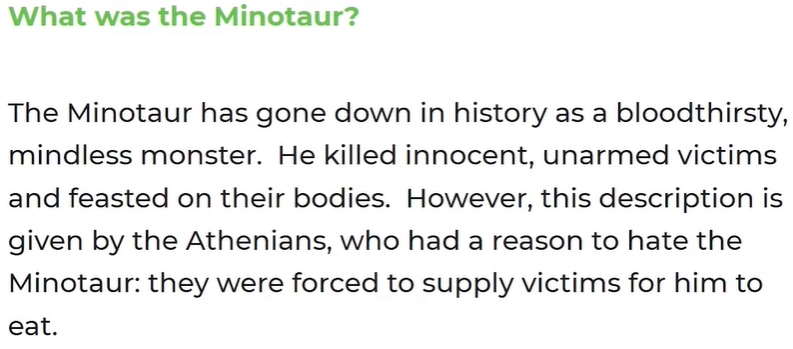 What was the Minotaur?
The Minotaur has gone down in history as a bloodthirsty,
mindless monster.  He killed innocent, unarmed victims
and feasted on their bodies.  However, this description is
given by the Athenians, who had a reason to hate the
Minotaur: they were forced to supply victims for him to
eat.